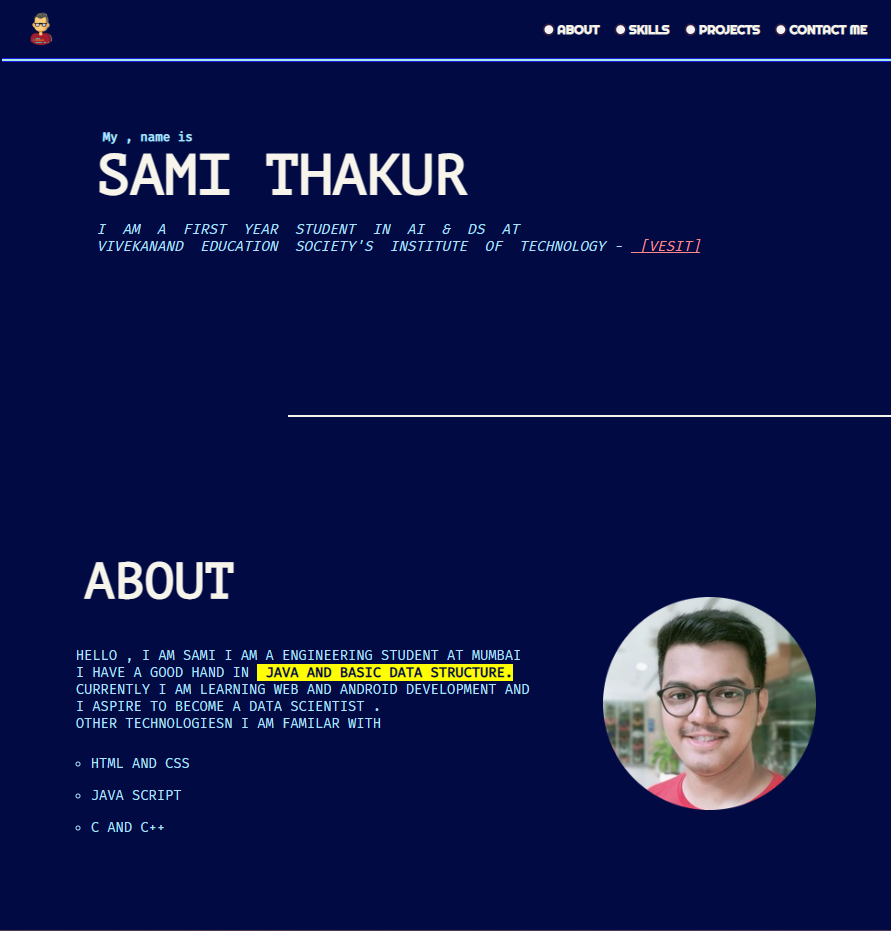 ABOUT SKILLS PROJECTS CONTACT ME
My , name is
SAMI THAKUR
I AM A FIRST YEAR STUDENT IN AI & DS AT
VIVEKANAND EDUCATION SOCIETY'S INSTITUTE OF TECHNOLOGY - [VESIT]
ABOUT
HELLO , I AM SAMI I AM A ENGINEERING STUDENT AT MUMBAI
I HAVE A GOOD HAND IN JAVA AND BASIC DATA STRUCTURE.
CURRENTLY I AM LEARNING WEB AND ANDROID DEVELOPMENT AND
I ASPIRE TO BECOME A DATA SCIENTIST .
OTHER TECHNOLOGIESN I AM FAMILAR WITH
HTML AND CSS
JAVA SCRIPT
C AND C++